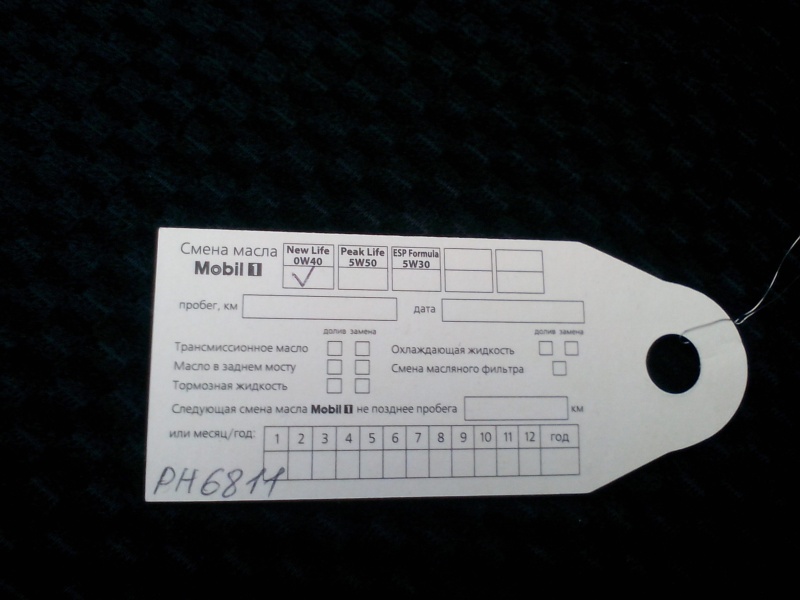 Смена масла
Mobil 1
New Life
0W40
Peak Life
5W50
ESP Formula
5W30
пробег, км
дата
долив замена
долив замена
Трансмиссионное масло
Охлаждающая жидкость
Масло в заднем мосту
Смена масляного фильтра
Тормозная жидкость
Следующая смена масла Mobil 1 не позднее пробега
км
или месяц/год:
1 2 3 4 5 6 7 8 9 10 11 12 год
PH6811